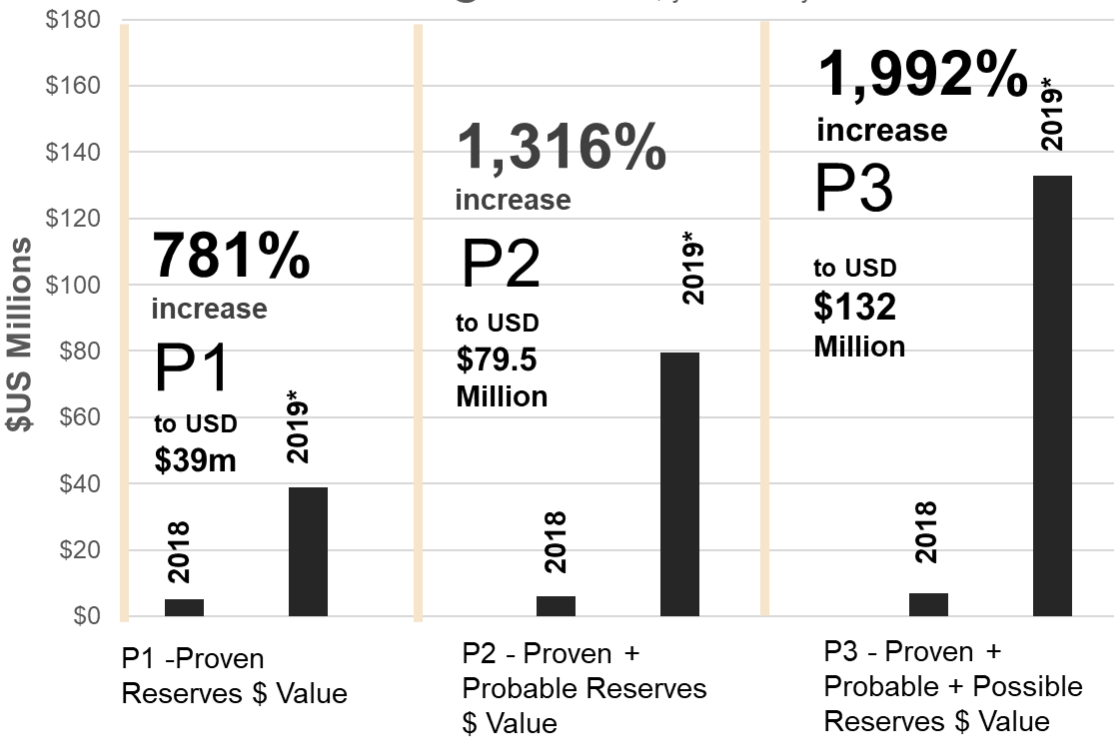 $180
$160
$140
$120
$100
$80
$60
$40
$20
$0
$US Millions
781%
increase
P1
to USD
$39m
2018
2019*
1,316%
increase
P2
to USD
$79.5
Million
2018
2019*
1,992%
increase
P3
to USD
$132
Million
2018
2019*
P1 -Proven
Reserves $ Value
P2 - Proven +
Probable Reserves
$ Value
P3 - Proven +
Probable + Possible
Reserves $ Value